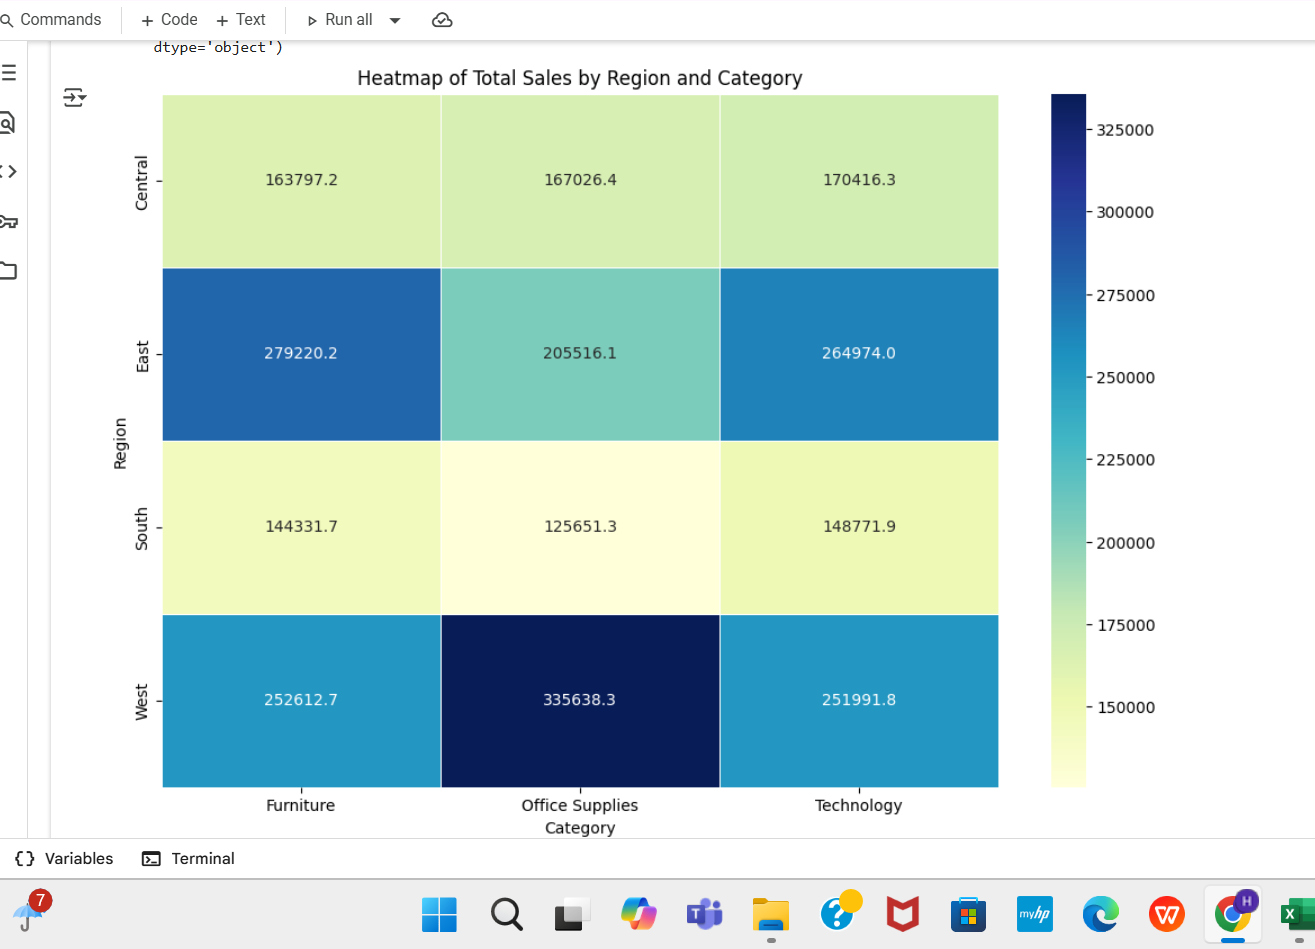 Commands + Code + Text Run all
dtype='object')
Heatmap of Total Sales by Region and Category
Central
163797.2 167026.4 170416.3
East
279220.2 205516.1 264974.0
Region
South
144331.7 125651.3 148771.9
West
252612.7 335638.3 251991.8
Furniture Office Supplies Technology
Category
325000
300000
275000
250000
225000
200000
175000
150000
{} Variables Terminal
7
T
?
myhp
W
H
X